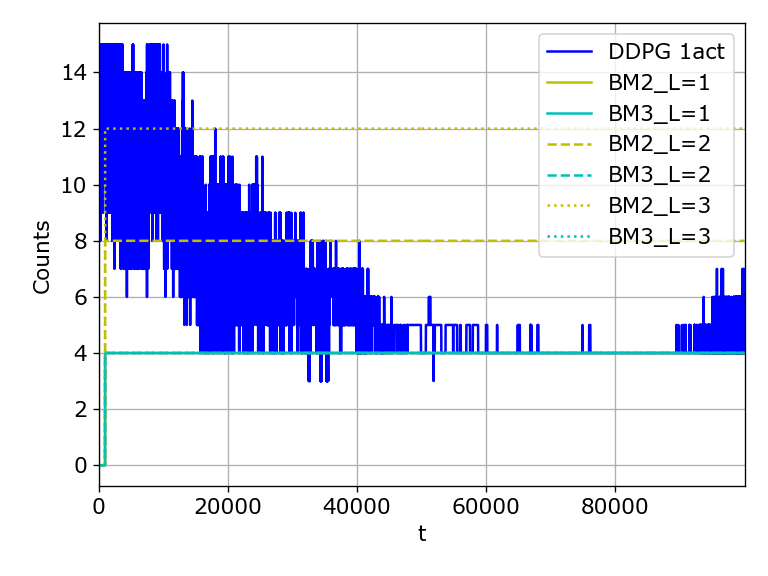 14
12
10
8
6
4
2
0
Counts
0
20000
40000
60000
80000
t
DDPG 1act
BM2_L=1
BM3_L=1
BM2_L=2
BM3_L=2
BM2_L=3
BM3_L=3